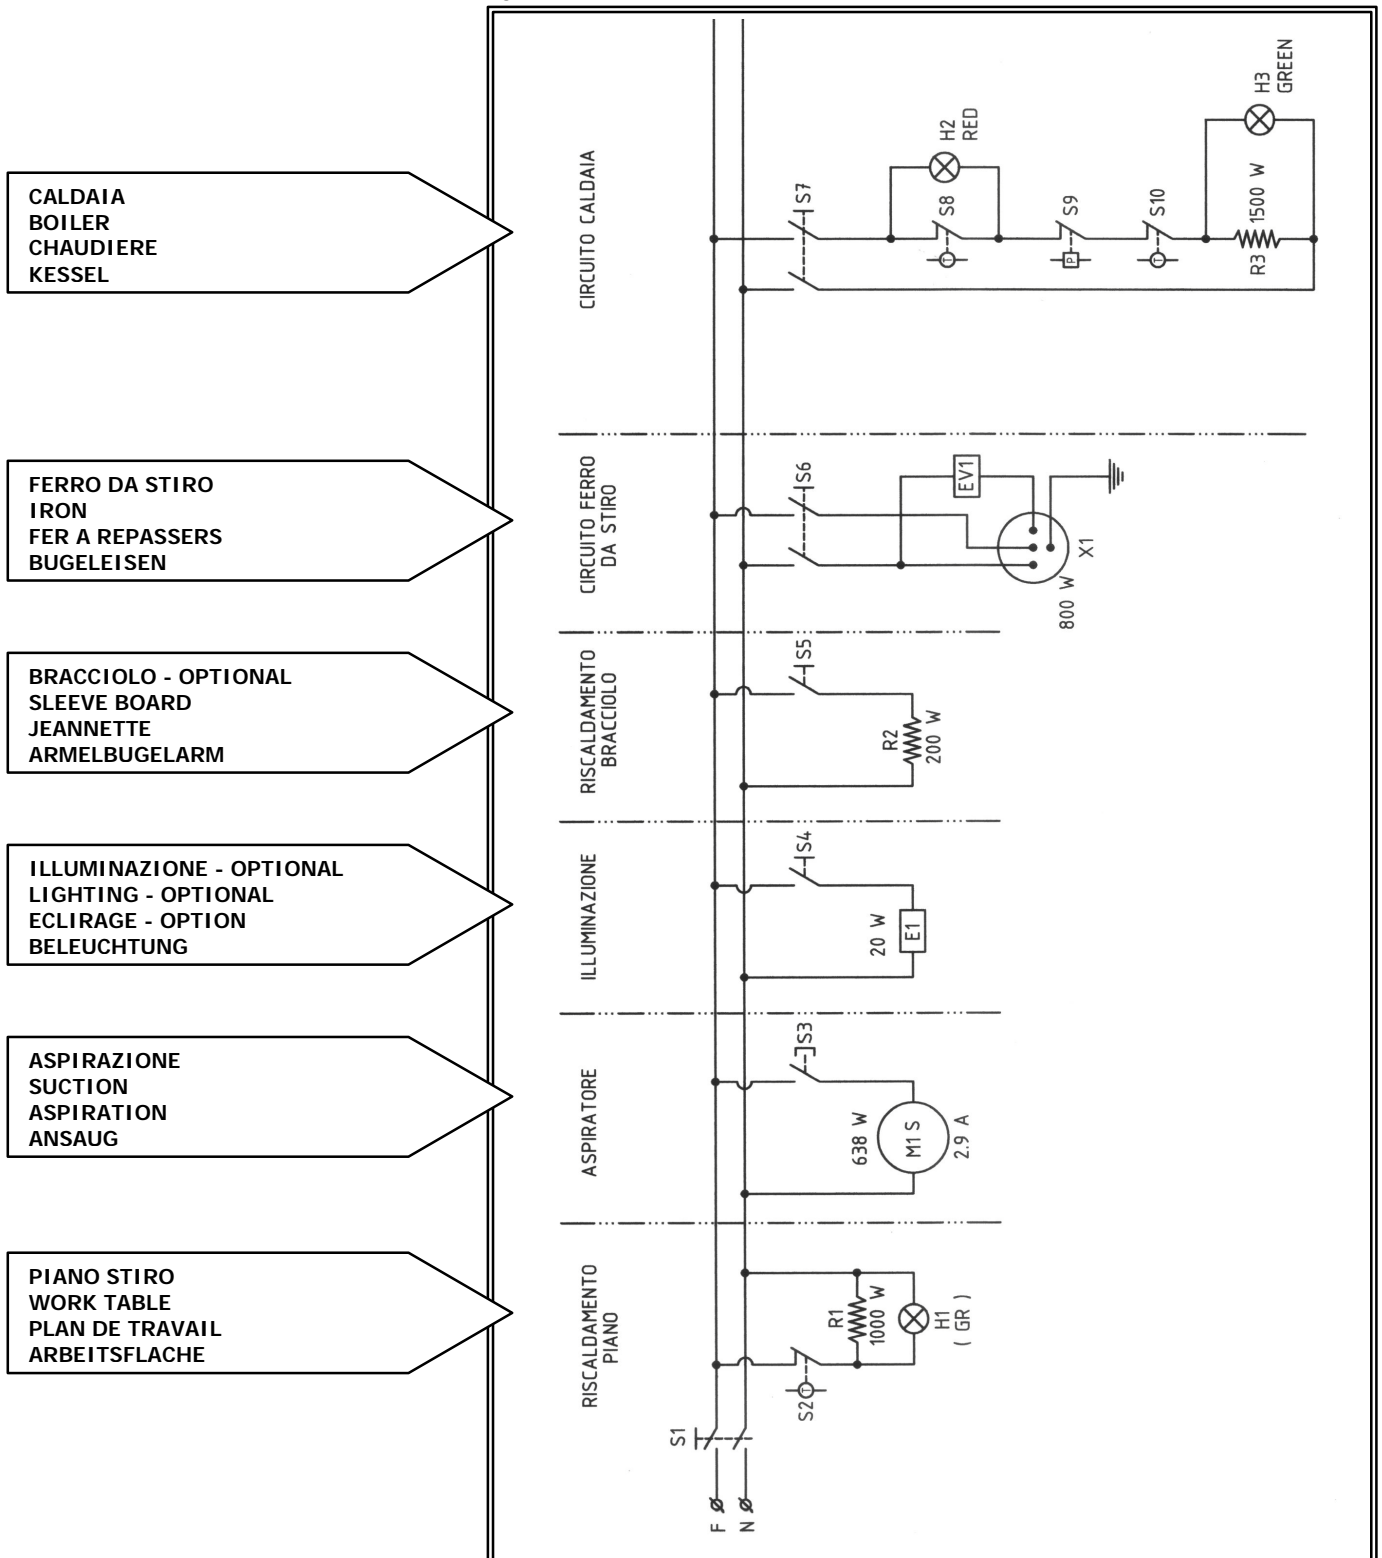 CALDAIA
BOILER
CHAUDIERE
KESSEL
CIRCUITO CALDAIA
S7
H2
RED
S8
S9
P
S10
T
T
H3
GREEN
R3
1500 W
FERRO DA STIRO
IRON
FER A REPASSERS
BUGELEISEN
CIRCUITO FERRO
DA STIRO
S6
EV1
X1
800 W
BRACCIOLO - OPTIONAL
SLEEVE BOARD
JEANNETTE
ARMELBUGELARM
RISCALDAMENTO
BRACCIOLO
S5
R2
200 W
ILLUMINAZIONE - OPTIONAL
LIGHTING - OPTIONAL
ECLIRAGE - OPTION
BELEUCHTUNG
ILLUMINAZIONE
S4
20 W
E1
ASPIRAZIONE
SUCTION
ASPIRATION
ANSAUG
ASPIRATORE
S3
638 W
M1 S
2.9 A
PIANO STIRO
WORK TABLE
PLAN DE TRAVAIL
ARBEITSFLACHE
RISCALDAMENTO
PIANO
S2
T
R1
1000 W
H1
( GR )
S1
F
N